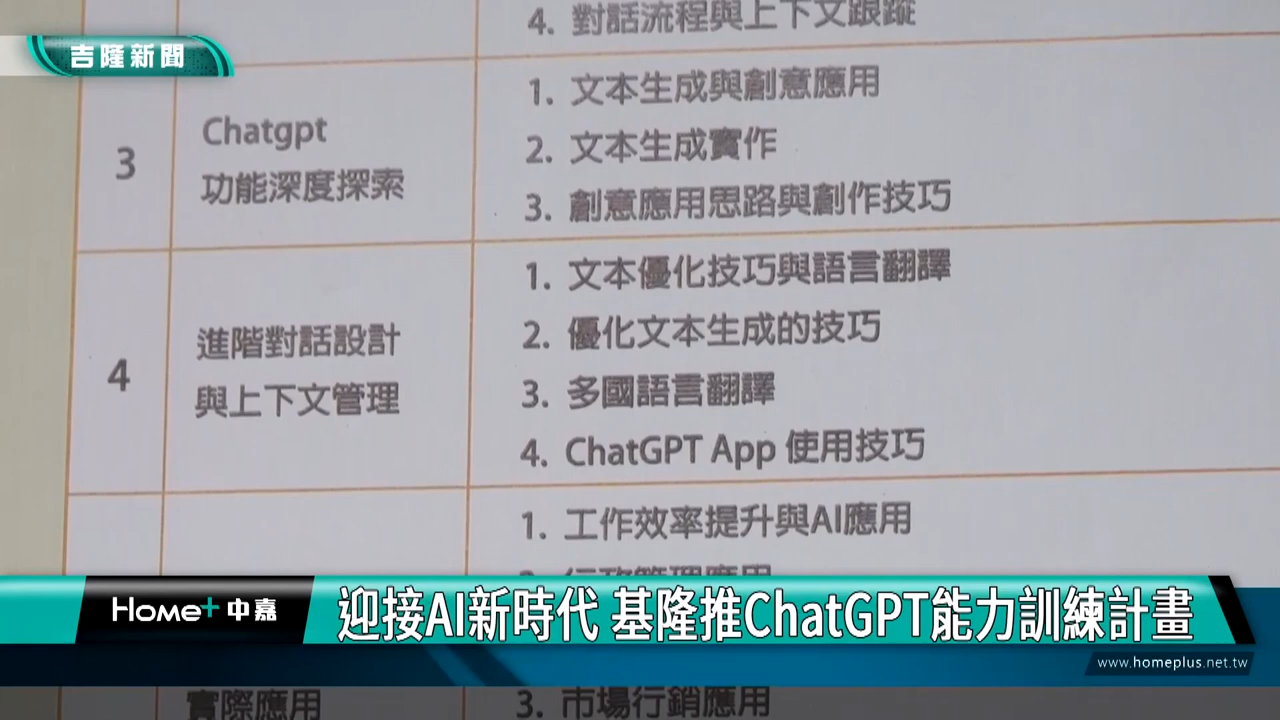 吉隆新聞
4. 對話流程與上下文跟蹤
3
Chatgpt
功能深度探索
1. 文本生成與創意應用
2. 文本生成實作
3. 創意應用思路與創作技巧
4
進階對話設計
與上下文管理
1. 文本優化技巧與語言翻譯
2. 優化文本生成的技巧
3. 多國語言翻譯
4. ChatGPT App 使用技巧
1. 工作效率提升與AI應用
2. 行政管理應用
Home+ 中嘉
迎接AI新時代 基隆推ChatGPT能力訓練計畫
www.homeplus.net.tw
實際應用
3. 市場行銷應用